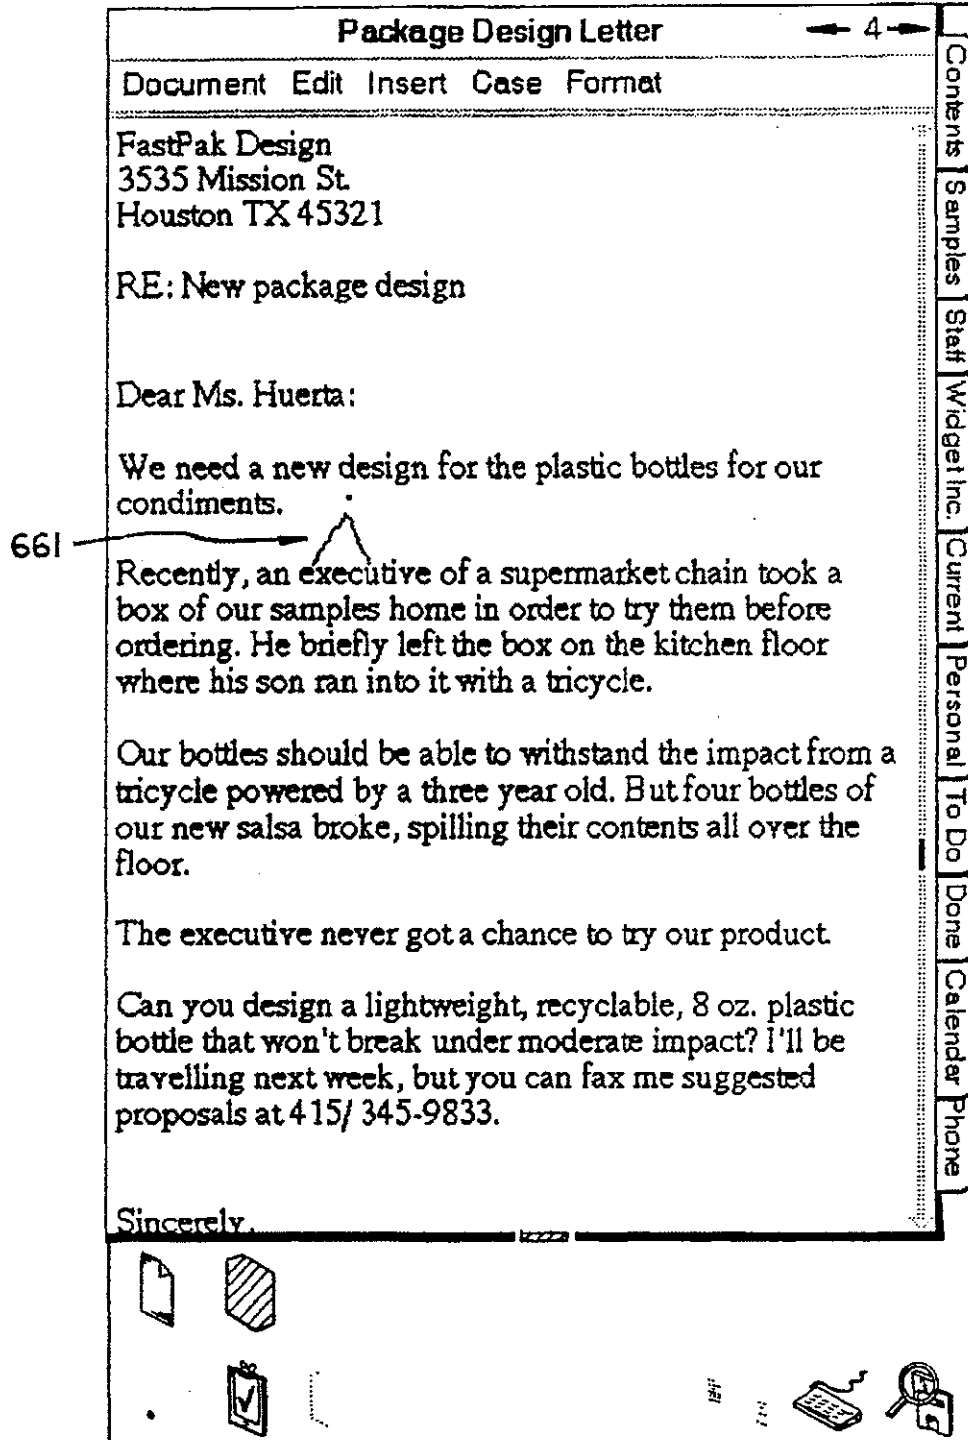 Package Design Letter
4
Document Edit Insert Case Format
FastPak Design
3535 Mission St.
Houston TX 45321
RE: New package design
Dear Ms. Huerta:
We need a new design for the plastic bottles for our
condiments.
661
Recently, an executive of a supermarket chain took a
box of our samples home in order to try them before
ordering. He briefly left the box on the kitchen floor
where his son ran into it with a tricycle.
Our bottles should be able to withstand the impact from a
tricycle powered by a three year old. But four bottles of
our new salsa broke, spilling their contents all over the
floor.
The executive never got a chance to try our product.
Can you design a lightweight, recyclable, 8 oz. plastic
bottle that won't break under moderate impact? I'll be
travelling next week, but you can fax me suggested
proposals at 415/ 345-9833.
Sincerely,
Contents
Samples
Staff
Widget Inc.
Current
Personal
To Do
Done
Calendar
Phone